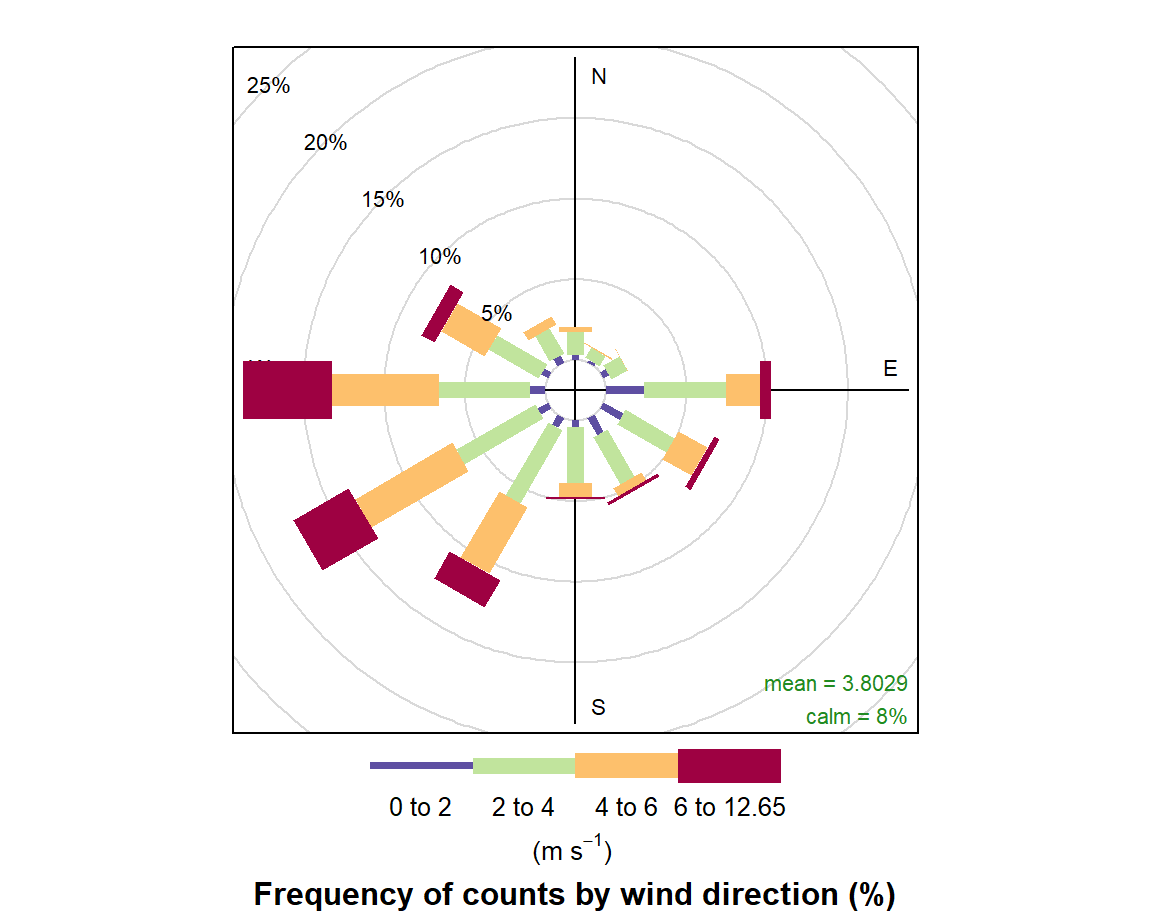 25%
N
20%
15%
10%
5%
E
S
mean = 3.8029
calm = 8%
0 to 2 2 to 4 4 to 6 6 to 12.65
(m s⁻¹)
Frequency of counts by wind direction (%)